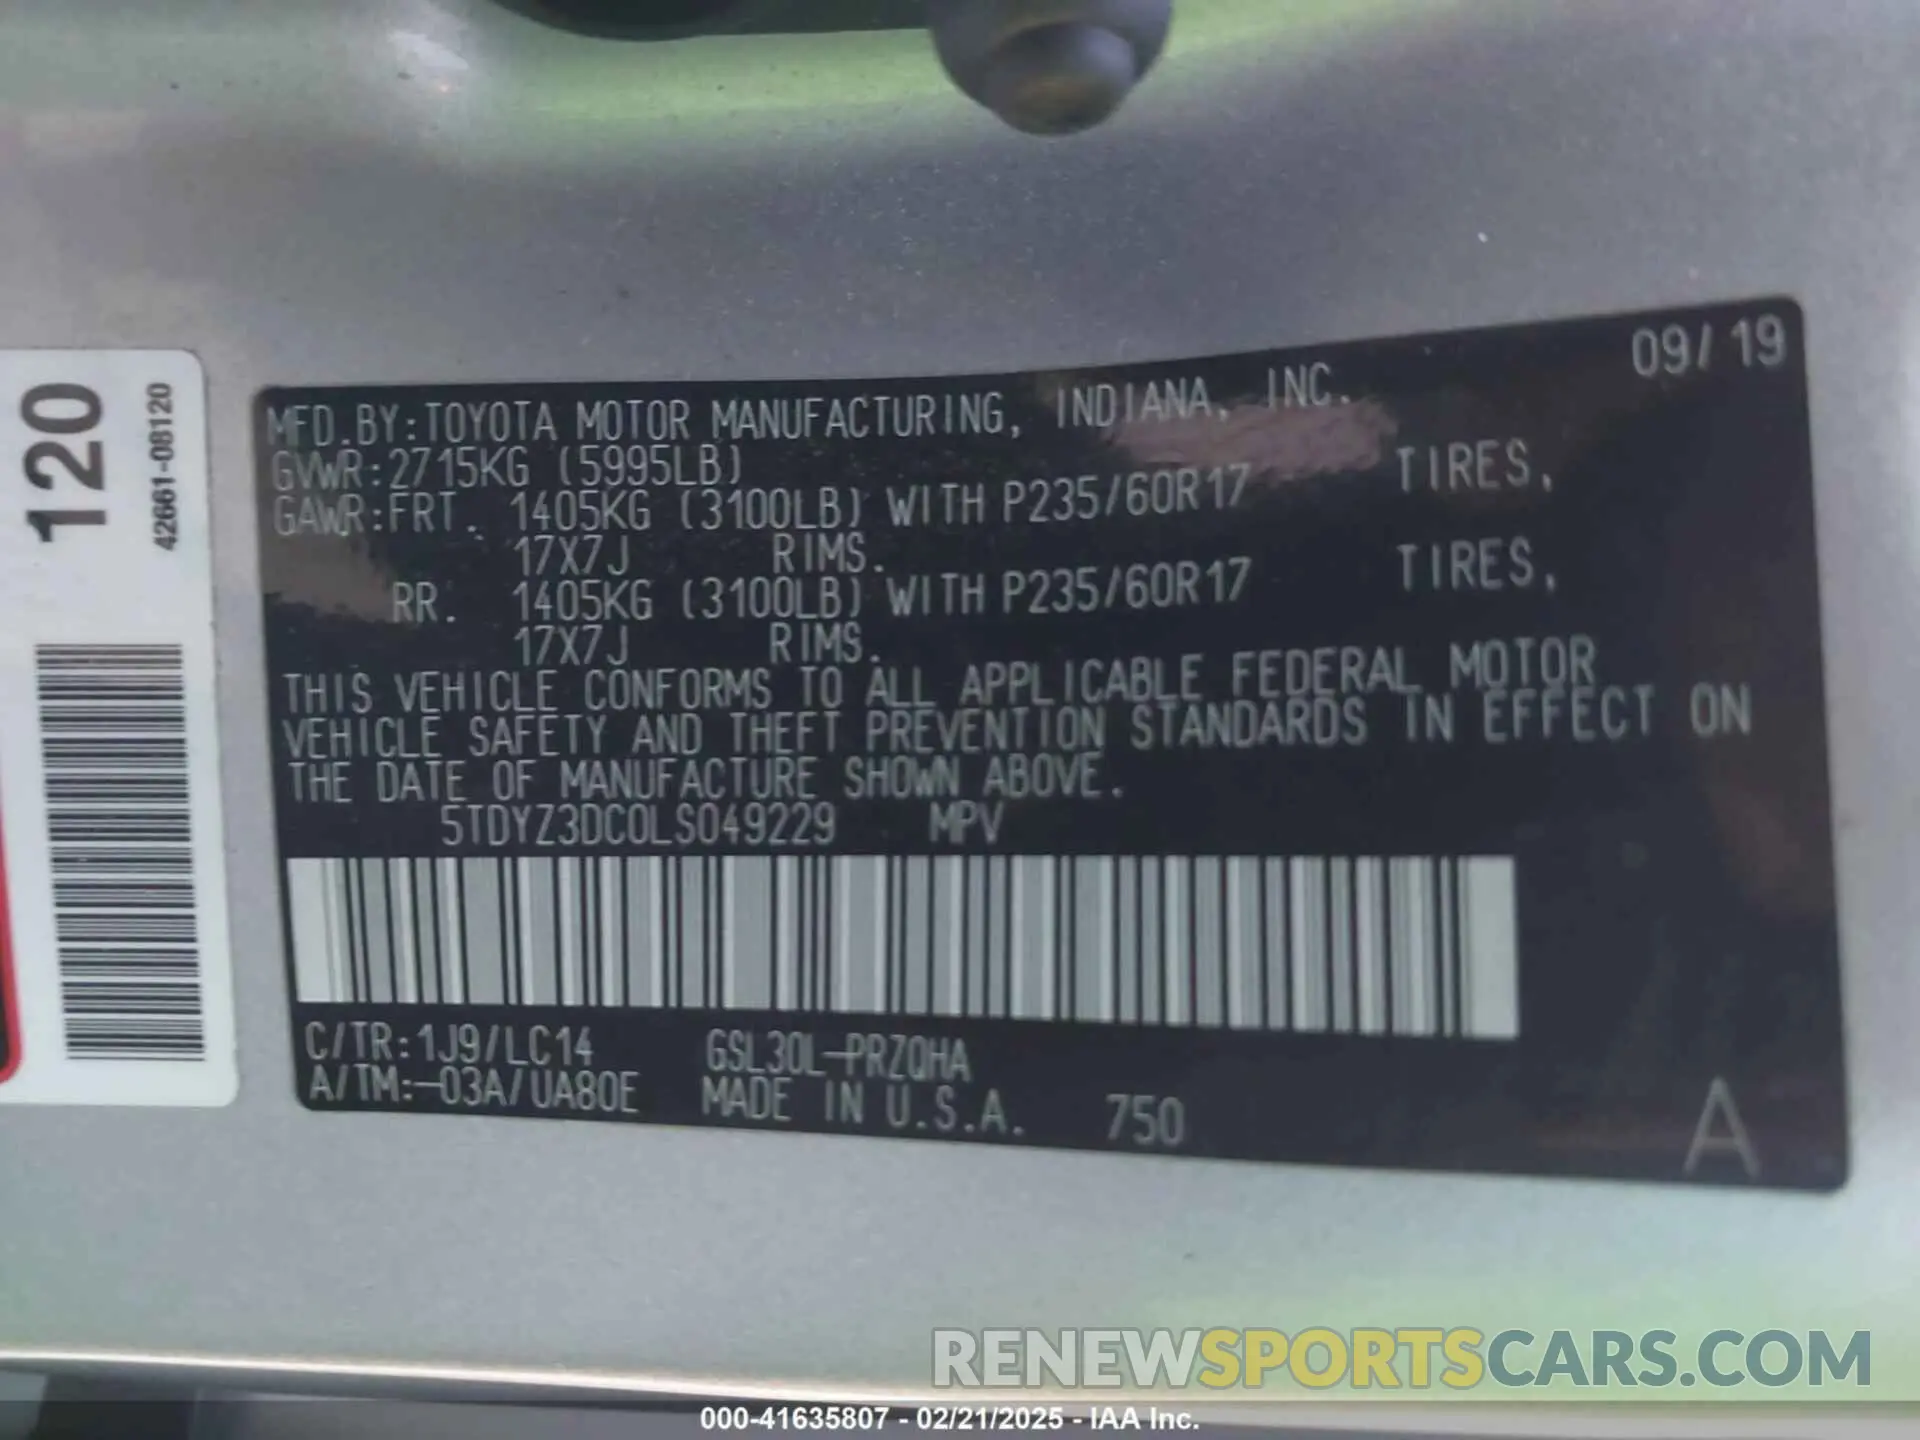 120
42661-08120
09/19
MFD.BY:TOYOTA MOTOR MANUFACTURING, INDIANA, INC.
GVWR:2715KG (5995LB)
GAWR:FRT. 1405KG (3100LB) WITH P235/60R17 TIRES,
17X7J RIMS.
RR. 1405KG (3100LB) WITH P235/60R17 TIRES,
17X7J RIMS.
THIS VEHICLE CONFORMS TO ALL APPLICABLE FEDERAL MOTOR
VEHICLE SAFETY AND THEFT PREVENTION STANDARDS IN EFFECT ON
THE DATE OF MANUFACTURE SHOWN ABOVE.
5TDYZ3DC0LS049229 MPV
C/TR:1J9/LC14 GSL30L-PRZQHA
A/TM:-03A/UA80E MADE IN U.S.A. 750
A
RENEWSPORTSCARS.COM
000-41635807 - 02/21/2025 - IAA Inc.